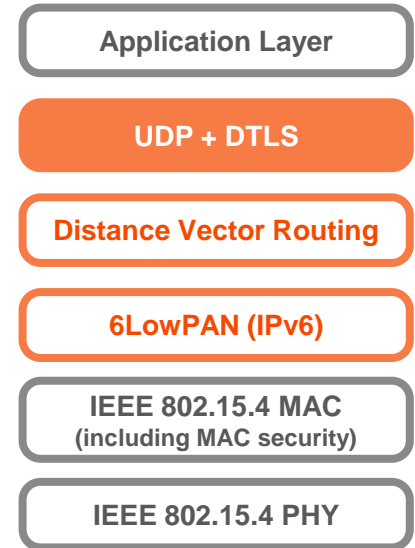 Application Layer
UDP + DTLS
Distance Vector Routing
6LowPAN (IPv6)
IEEE 802.15.4 MAC
(including MAC security)
IEEE 802.15.4 PHY